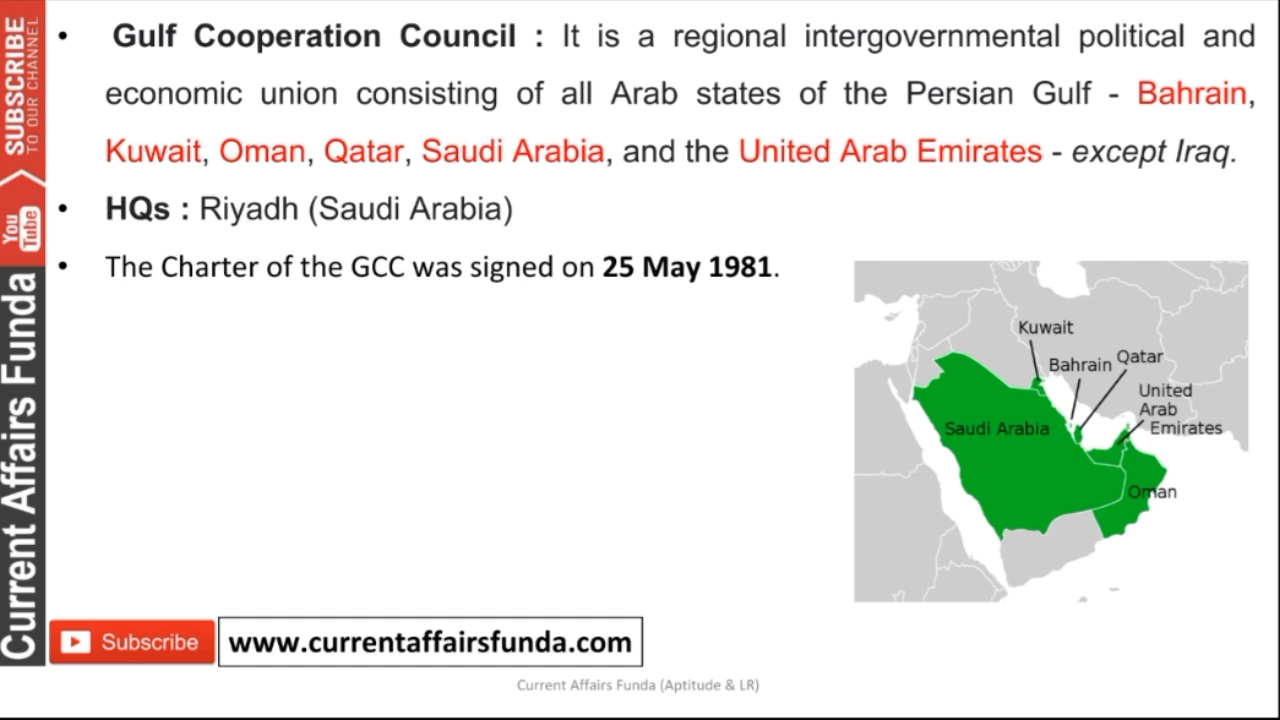 SUBSCRIBE
TO OUR CHANNEL
You
Tube
Current Affairs Funda
• Gulf Cooperation Council : It is a regional intergovernmental political and
economic union consisting of all Arab states of the Persian Gulf - Bahrain,
Kuwait, Oman, Qatar, Saudi Arabia, and the United Arab Emirates - except Iraq.
• HQs : Riyadh (Saudi Arabia)
• The Charter of the GCC was signed on 25 May 1981.
Kuwait
Bahrain
Qatar
United
Arab
Emirates
Saudi Arabia
Oman
Subscribe
www.currentaffairsfunda.com
Current Affairs Funda (Aptitude & LR)